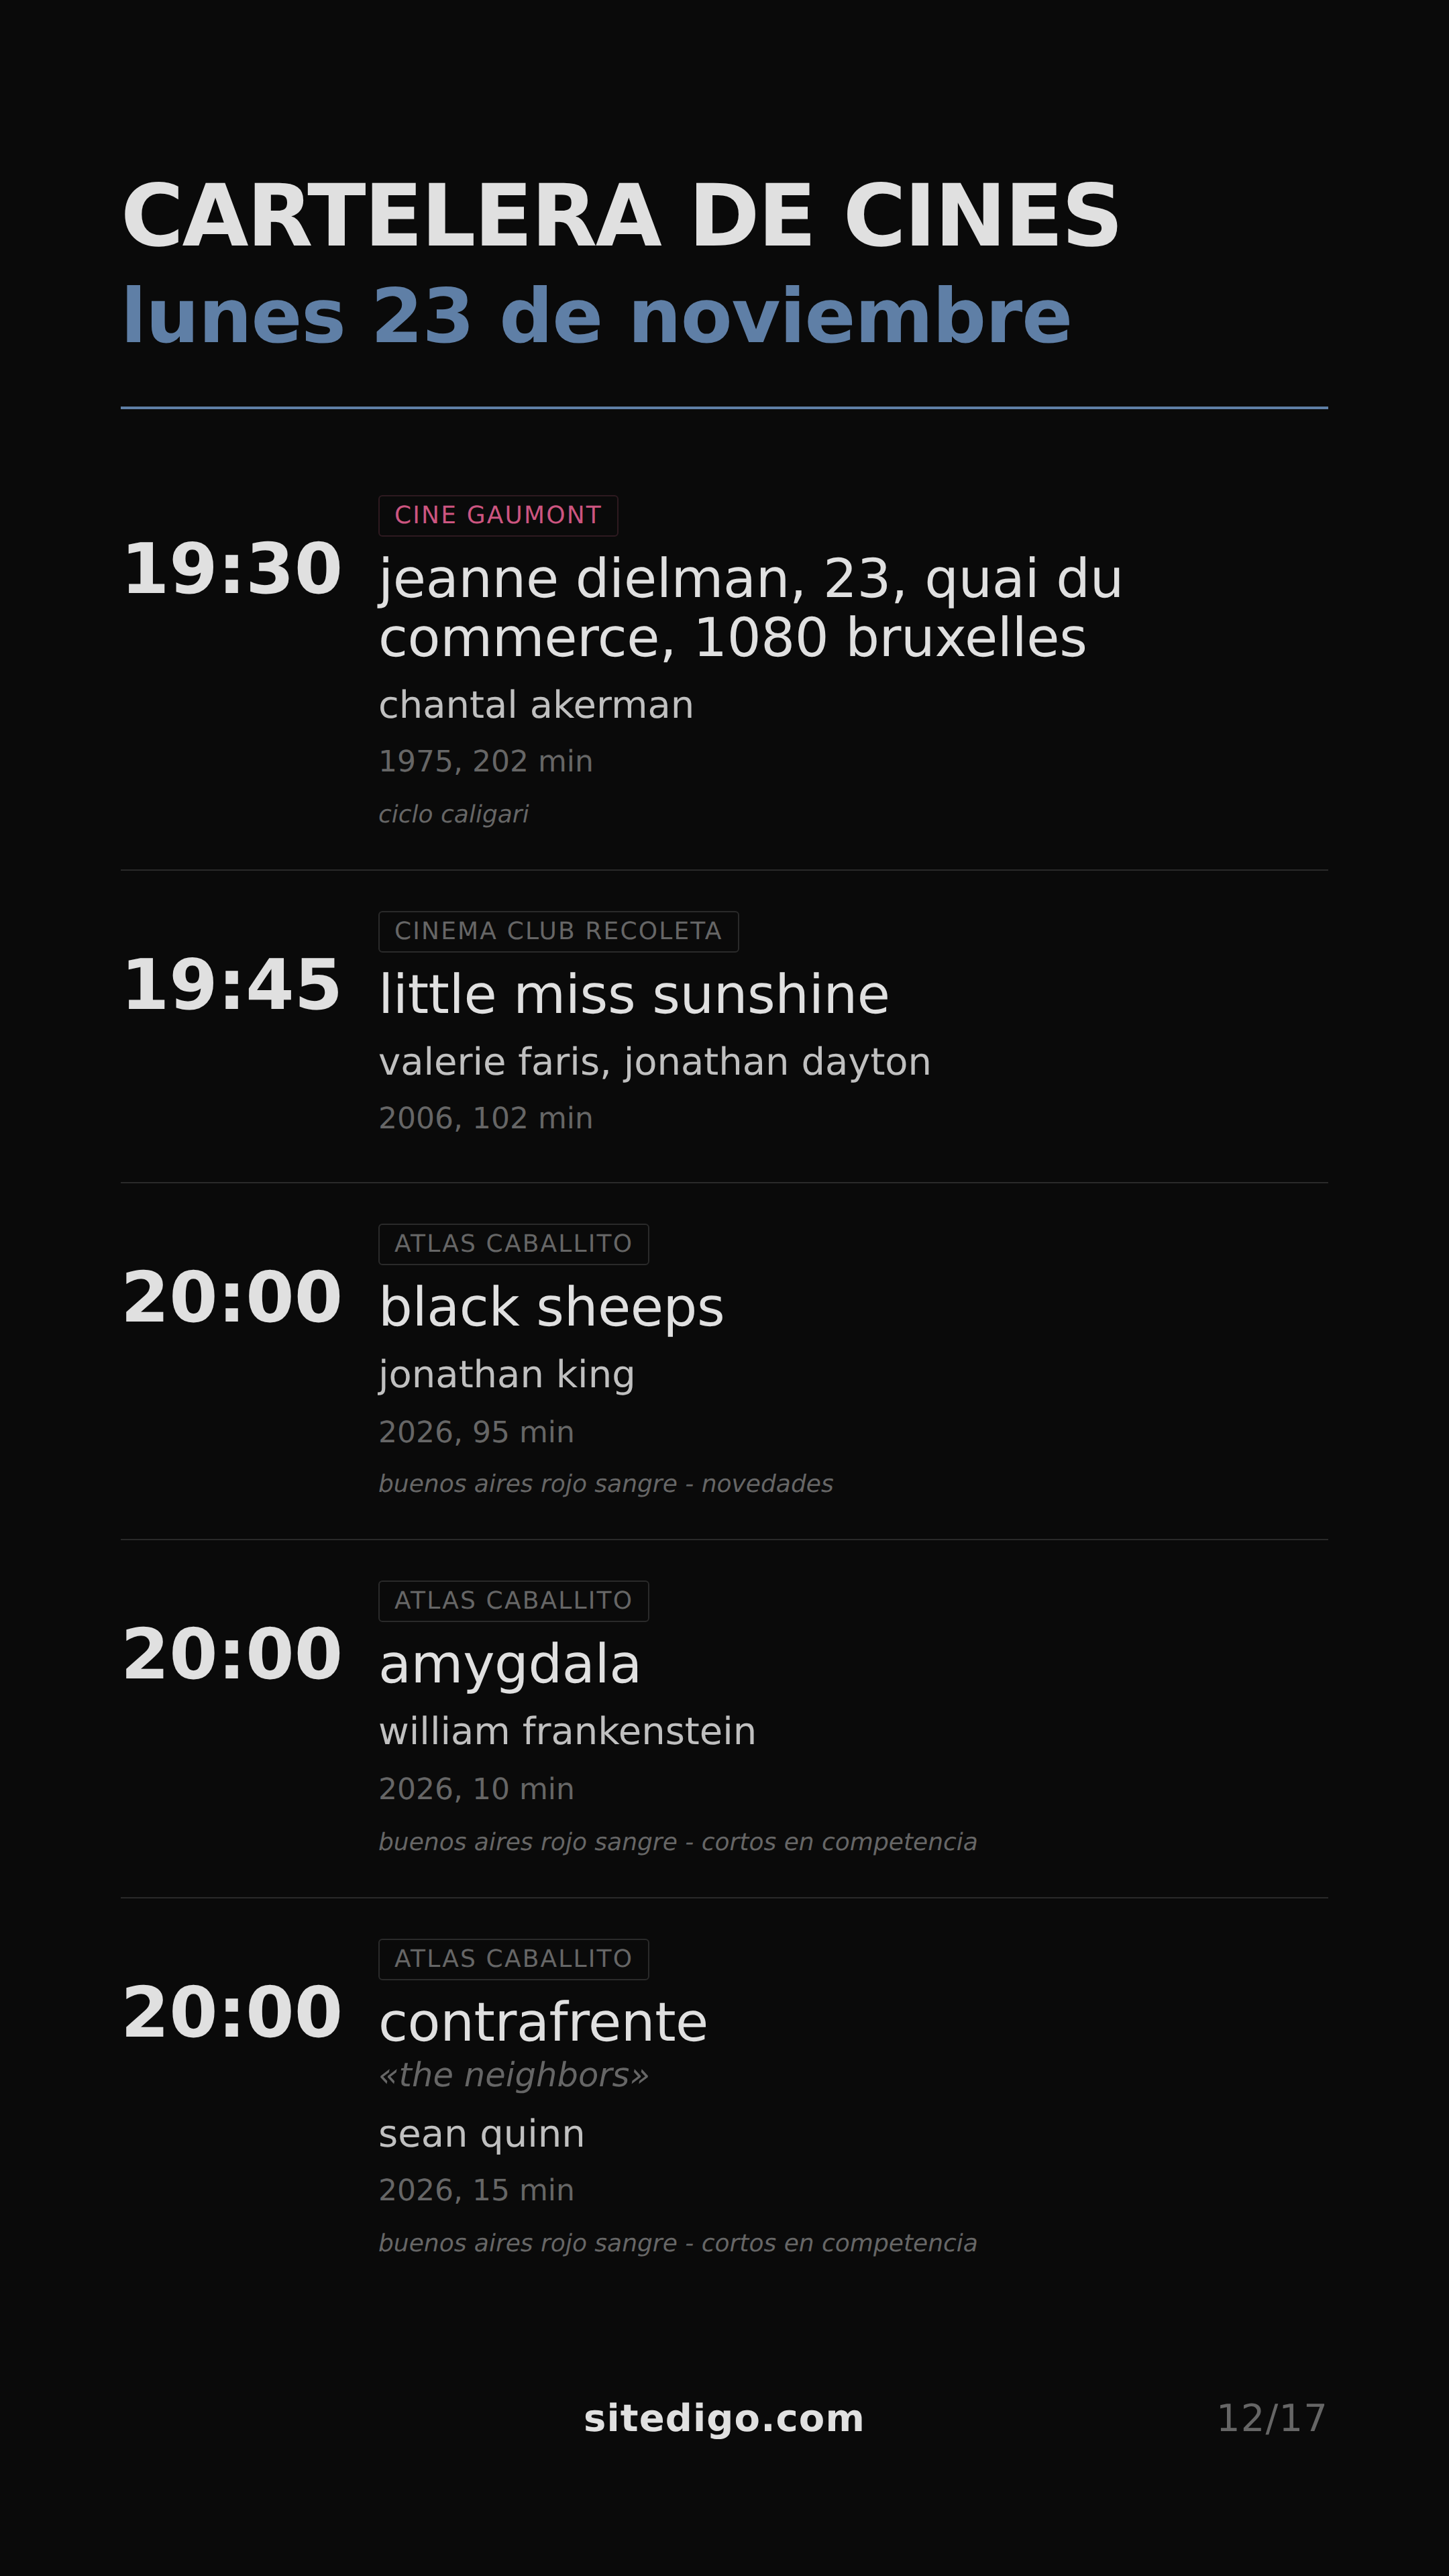 CARTELERA DE CINES
lunes 23 de noviembre
CINE GAUMONT
19:30
jeanne dielman, 23, quai du
commerce, 1080 bruxelles
chantal akerman
1975, 202 min
ciclo caligari
CINEMA CLUB RECOLETA
19:45
little miss sunshine
valerie faris, jonathan dayton
2006, 102 min
ATLAS CABALLITO
20:00
black sheeps
jonathan king
2026, 95 min
buenos aires rojo sangre - novedades
ATLAS CABALLITO
20:00
amygdala
william frankenstein
2026, 10 min
buenos aires rojo sangre - cortos en competencia
ATLAS CABALLITO
20:00
contrafrente
«the neighbors»
sean quinn
2026, 15 min
buenos aires rojo sangre - cortos en competencia
sitedigo.com
12/17